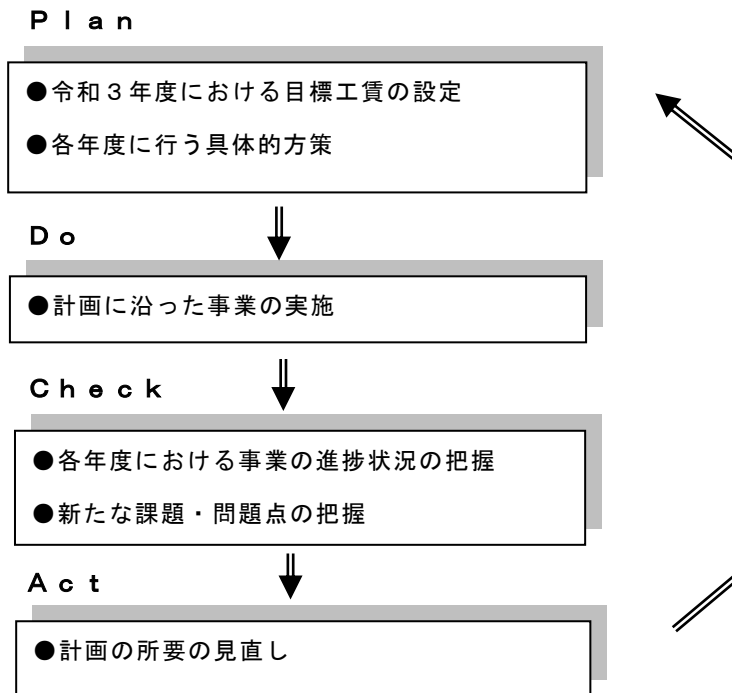 Ｐｌａｎ
●令和３年度における目標工賃の設定
●各年度に行う具体的方策
Ｄｏ
●計画に沿った事業の実施
Ｃｈｅｃｋ
●各年度における事業の進捗状況の把握
●新たな課題・問題点の把握
Ａｃｔ
●計画の所要の見直し